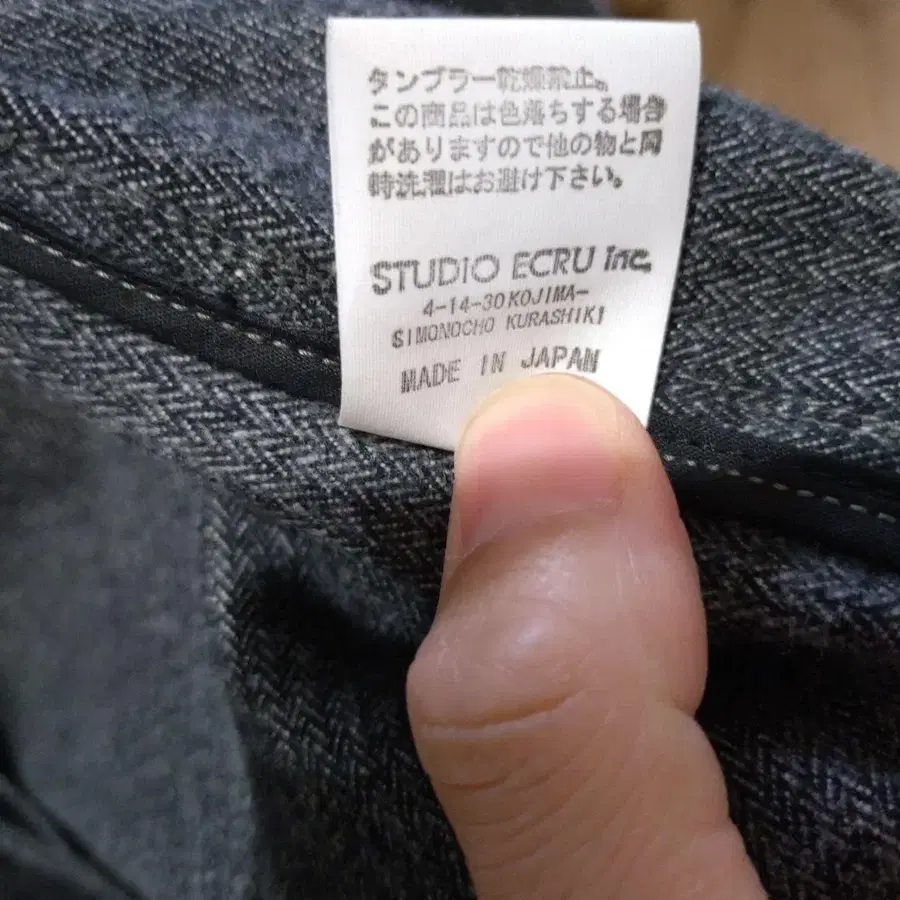 タンブラー乾燥禁止。
この商品は色落ちする場合
がありますので他の物と同
時洗濯はお避け下さい。
STUDIO ECRU inc.
4-14-30KOJIMA-
SIMONOCHO KURASHIKI
MADE IN JAPAN